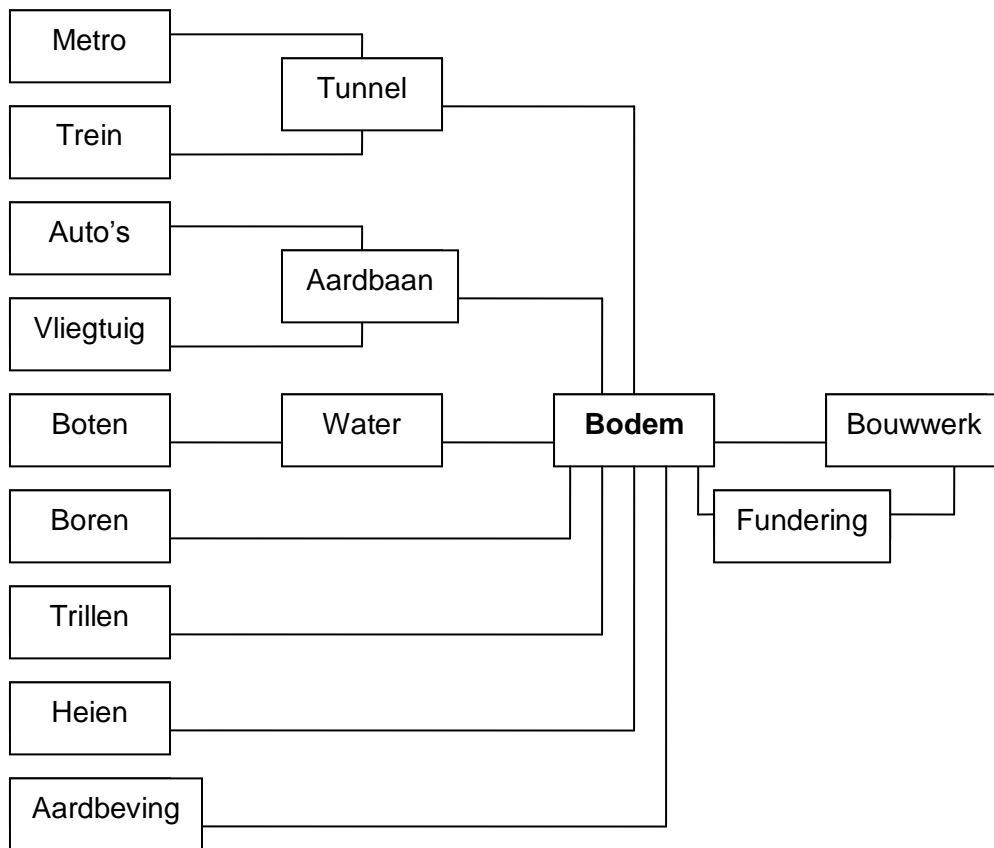 Metro
Tunnel
Trein
Auto’s
Aardbaan
Vliegtuig
Boten
Water
Bodem
Bouwwerk
Boren
Fundering
Trillen
Heien
Aardbeving